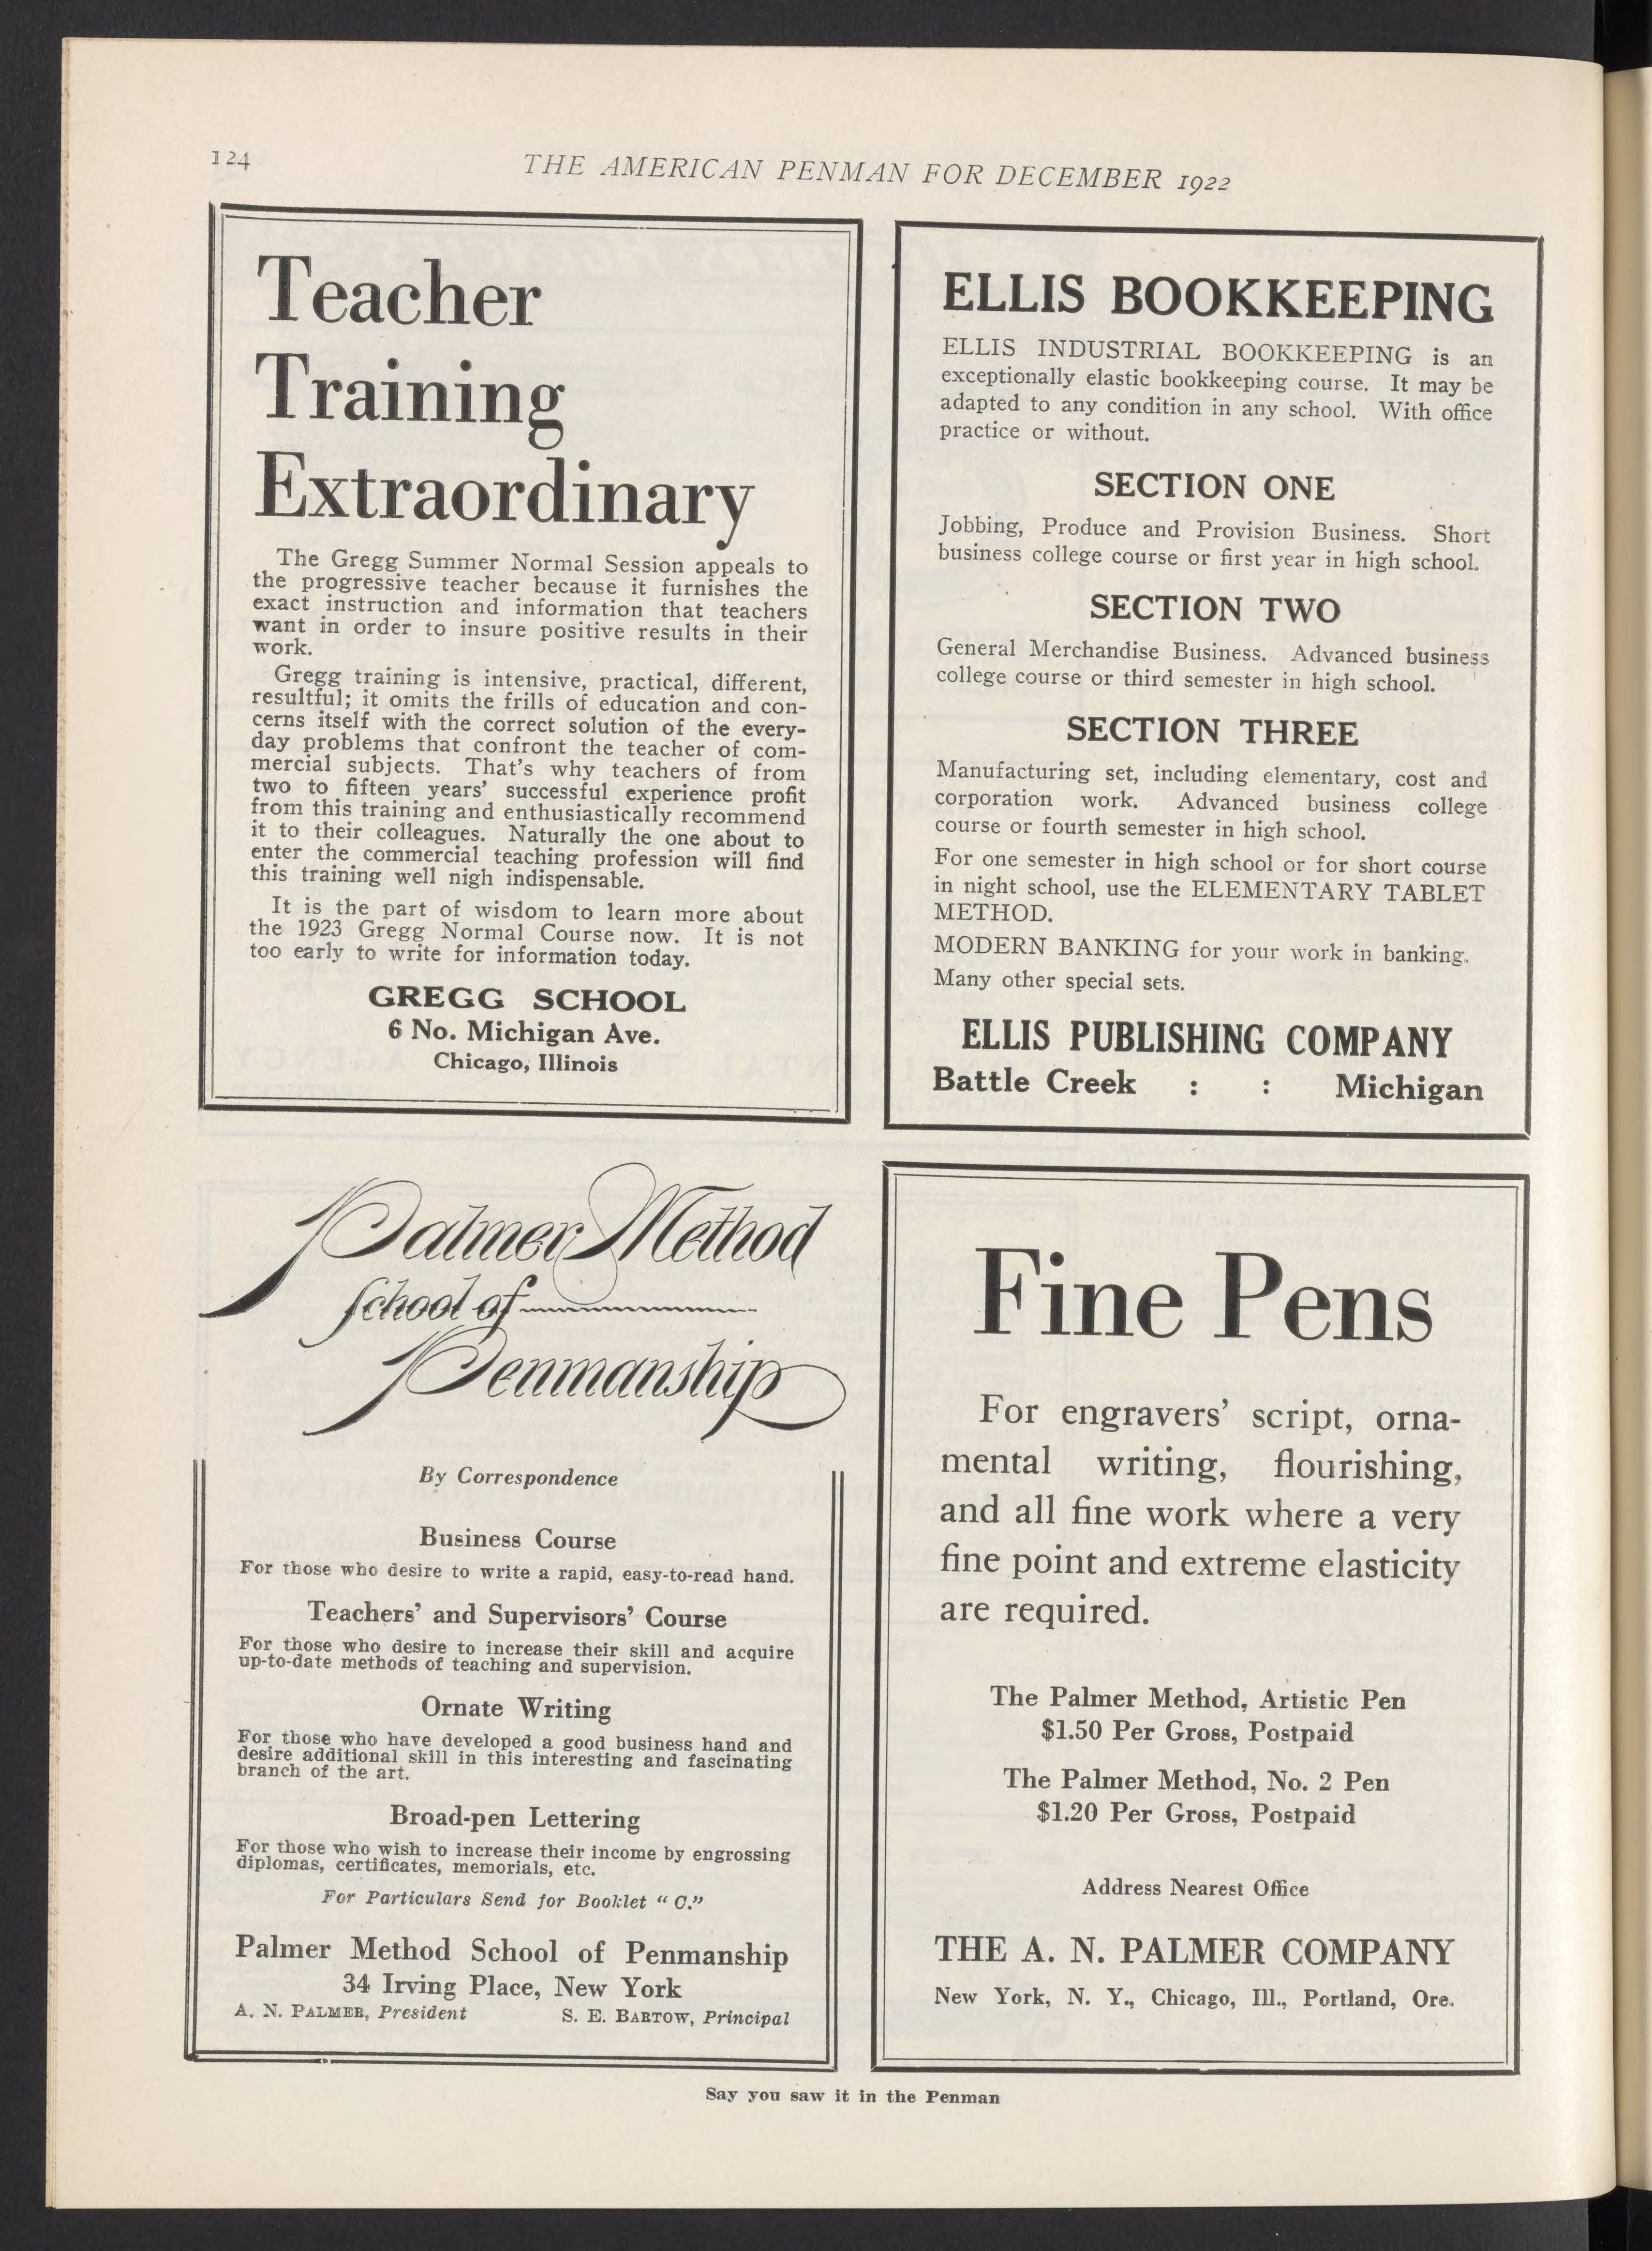 124
THE AMERICAN PENMAN FOR DECEMBER 1922
Teacher
Training
Extraordinary
The Gregg Summer Normal Session appeals to
the progressive teacher because it furnishes the
exact instruction and information that teachers
want in order to insure positive results in their
work.
Gregg training is intensive, practical, different,
resultful; it omits the frills of education and con-
cerns itself with the correct solution of the every-
day problems that confront the teacher of com-
mercial subjects. That's why teachers of from
two to fifteen years' successful experience profit
from this training and enthusiastically recommend
it to their colleagues. Naturally the one about to
enter the commercial teaching profession will find
this training well nigh indispensable.
It is the part of wisdom to learn more about
the 1923 Gregg Normal Course now. It is not
too early to write for information today.
GREGG SCHOOL
6 No. Michigan Ave.
Chicago, Illinois
ELLIS BOOKKEEPING
ELLIS INDUSTRIAL BOOKKEEPING is an
exceptionally elastic bookkeeping course. It may be
adapted to any condition in any school. With office
practice or without.
SECTION ONE
Jobbing, Produce and Provision Business. Short
business college course or first year in high school.
SECTION TWO
General Merchandise Business. Advanced business
college course or third semester in high school.
SECTION THREE
Manufacturing set, including elementary, cost and
corporation work. Advanced business college
course or fourth semester in high school.
For one semester in high school or for short course
in night school, use the ELEMENTARY TABLET
METHOD.
MODERN BANKING for your work in banking.
Many other special sets.
ELLIS PUBLISHING COMPANY
Battle Creek : : Michigan
Palmer Method
School of
Penmanship
By Correspondence
Business Course
For those who desire to write a rapid, easy-to-read hand.
Teachers' and Supervisors' Course
For those who desire to increase their skill and acquire
up-to-date methods of teaching and supervision.
Ornate Writing
For those who have developed a good business hand and
desire additional skill in this interesting and fascinating
branch of the art.
Broad-pen Lettering
For those who wish to increase their income by engrossing
diplomas, certificates, memorials, etc.
For Particulars Send for Booklet "C."
Palmer Method School of Penmanship
34 Irving Place, New York
A. N. PALMER, President S. E. BARTOW, Principal
Fine Pens
For engravers' script, orna-
mental writing, flourishing,
and all fine work where a very
fine point and extreme elasticity
are required.
The Palmer Method, Artistic Pen
$1.50 Per Gross, Postpaid
The Palmer Method, No. 2 Pen
$1.20 Per Gross, Postpaid
Address Nearest Office
THE A. N. PALMER COMPANY
New York, N. Y., Chicago, Ill., Portland, Ore.
Say you saw it in the Penman